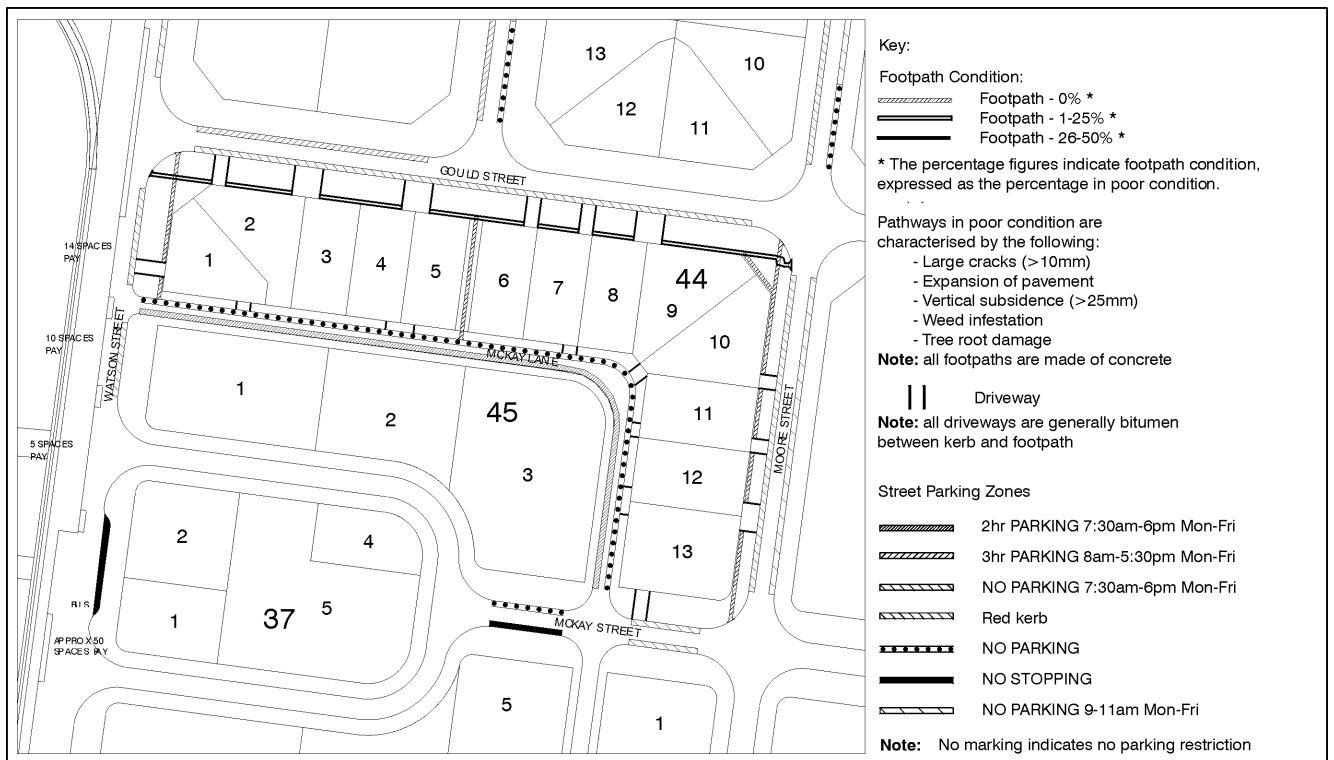 13
10
12
11
GOULD STREET
2
1
3
4
5
6
7
8
44
9
10
14 SPACES
PAY
10 SPACES
PAY
WATSON STREET
MCKAY LANE
1
2
45
3
11
12
13
MOORE STREET
5 SPACES
PAY
2
4
1
37
5
BUS
APPROX 50
SPACES PAY
MCKAY STREET
5
1
Key:
Footpath Condition:
Footpath - 0% *
Footpath - 1-25% *
Footpath - 26-50% *
* The percentage figures indicate footpath condition,
expressed as the percentage in poor condition.
Pathways in poor condition are
characterised by the following:
- Large cracks (>10mm)
- Expansion of pavement
- Vertical subsidence (>25mm)
- Weed infestation
- Tree root damage
Note: all footpaths are made of concrete
Driveway
Note: all driveways are generally bitumen
between kerb and footpath
Street Parking Zones
2hr PARKING 7:30am-6pm Mon-Fri
3hr PARKING 8am-5:30pm Mon-Fri
NO PARKING 7:30am-6pm Mon-Fri
Red kerb
NO PARKING
NO STOPPING
NO PARKING 9-11am Mon-Fri
Note: No marking indicates no parking restriction